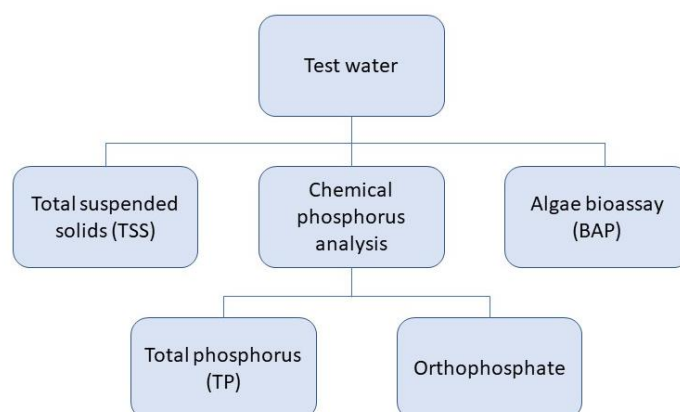 Test water
Total suspended
solids (TSS)
Chemical
phosphorus
analysis
Algae bioassay
(BAP)
Total phosphorus
(TP)
Orthophosphate